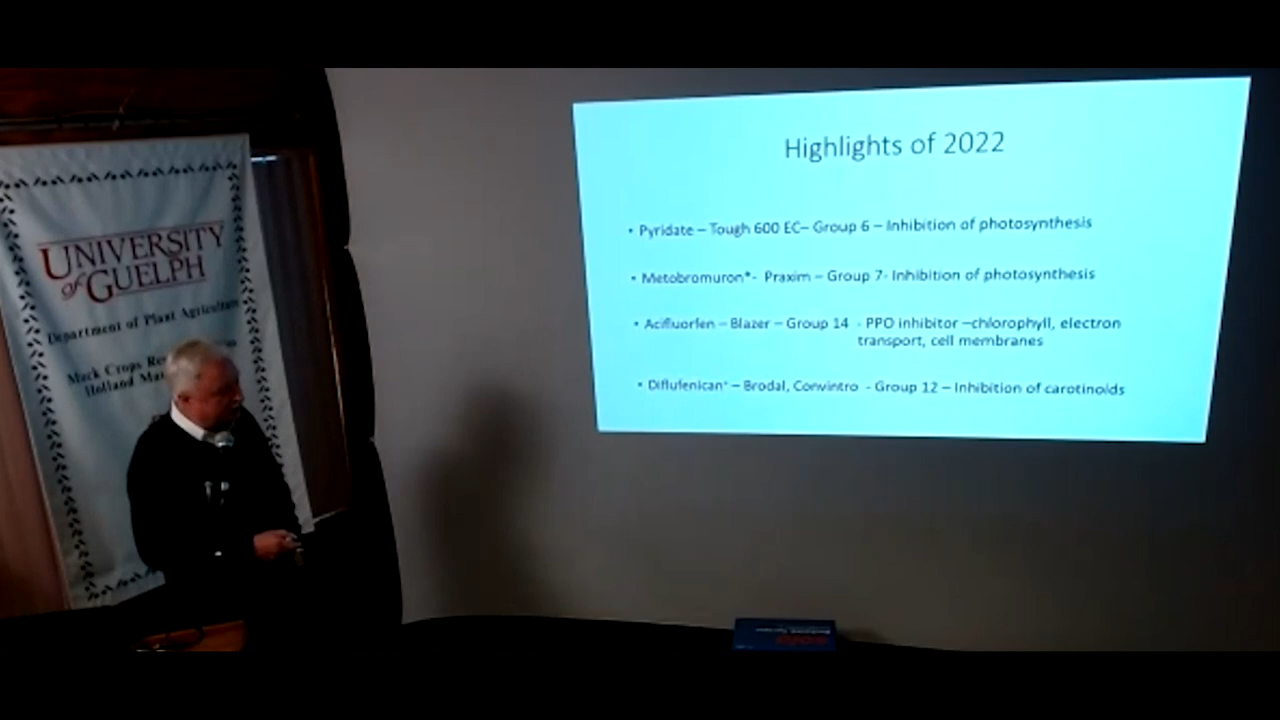 UNIVERSITY
of GUELPH
Department of Plant Agriculture
Muck Crops
Highlights of 2022
• Pyridate – Tough 600 EC– Group 6 – Inhibition of photosynthesis
• Metobromuron*- Praxim – Group 7- Inhibition of photosynthesis
• Acifluorfen – Blazer – Group 14 - PPO inhibitor –chlorophyll, electron
transport, cell membranes
• Diflufenican* – Brodal, Convintro - Group 12 – Inhibition of carotinoids